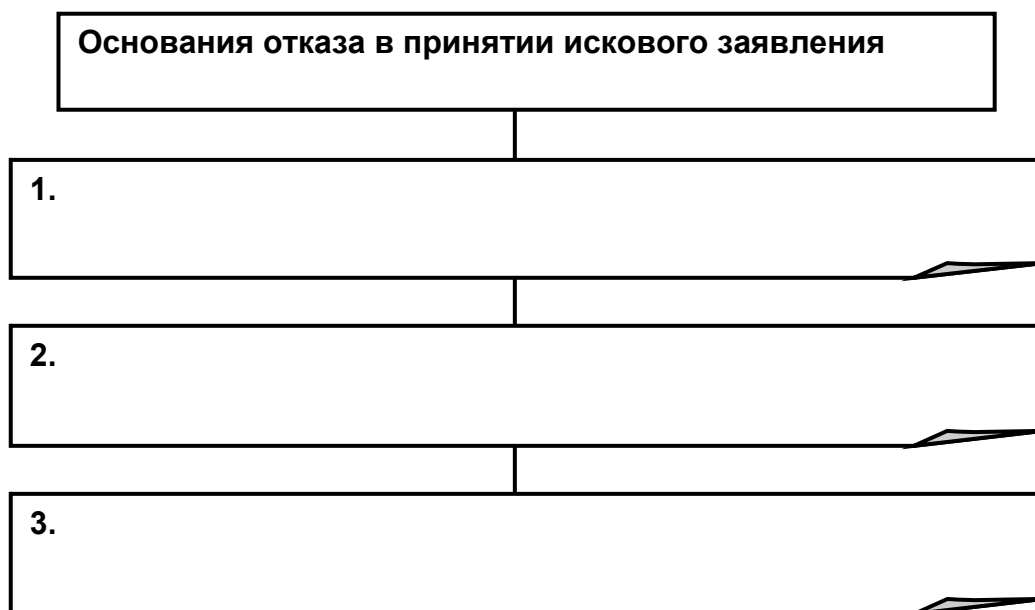 Основания отказа в принятии искового заявления
1.
2.
3.